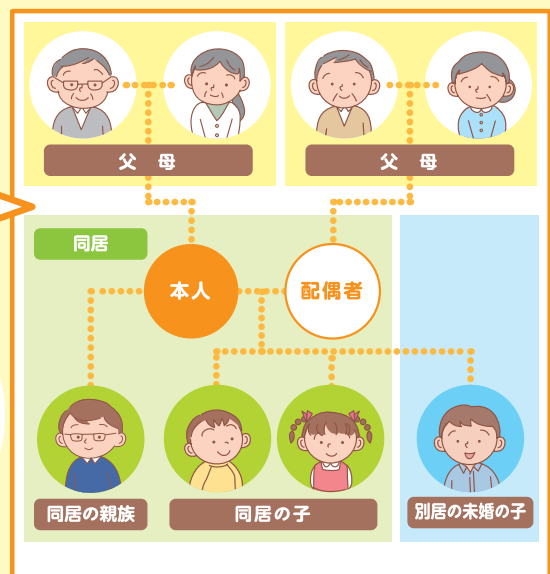 父 母
父 母
同居
本人
配偶者
同居の親族
同居の子
別居の未婚の子